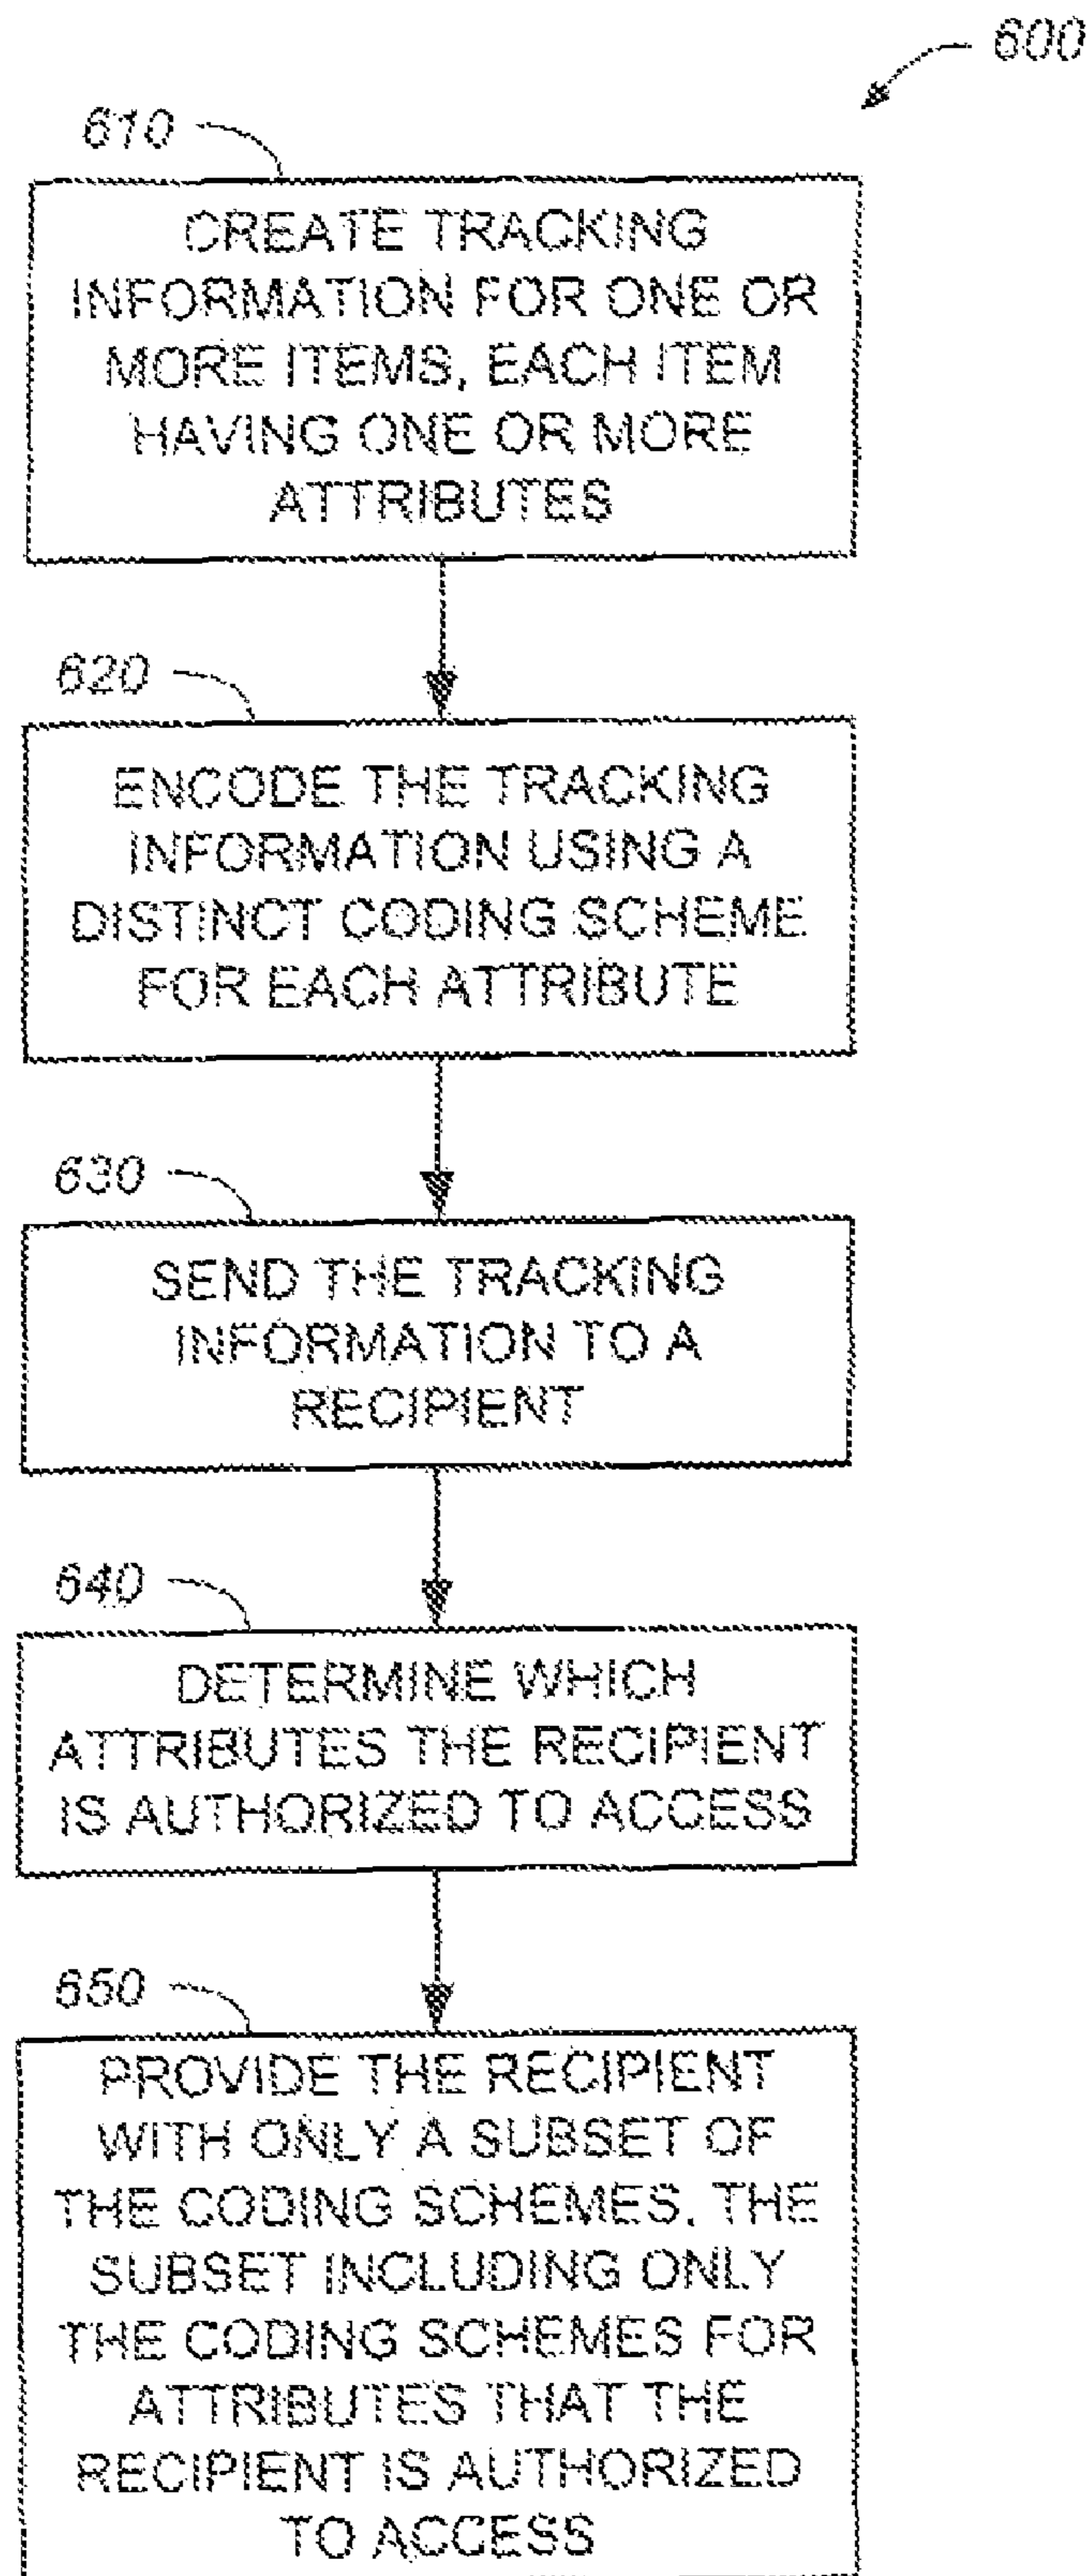 600
610
CREATE TRACKING
INFORMATION FOR ONE OR
MORE ITEMS, EACH ITEM
HAVING ONE OR MORE
ATTRIBUTES
620
ENCODE THE TRACKING
INFORMATION USING A
DISTINCT CODING SCHEME
FOR EACH ATTRIBUTE
630
SEND THE TRACKING
INFORMATION TO A
RECIPIENT
640
DETERMINE WHICH
ATTRIBUTES THE RECIPIENT
IS AUTHORIZED TO ACCESS
650
PROVIDE THE RECIPIENT
WITH ONLY A SUBSET OF
THE CODING SCHEMES, THE
SUBSET INCLUDING ONLY
THE CODING SCHEMES FOR
ATTRIBUTES THAT THE
RECIPIENT IS AUTHORIZED
TO ACCESS